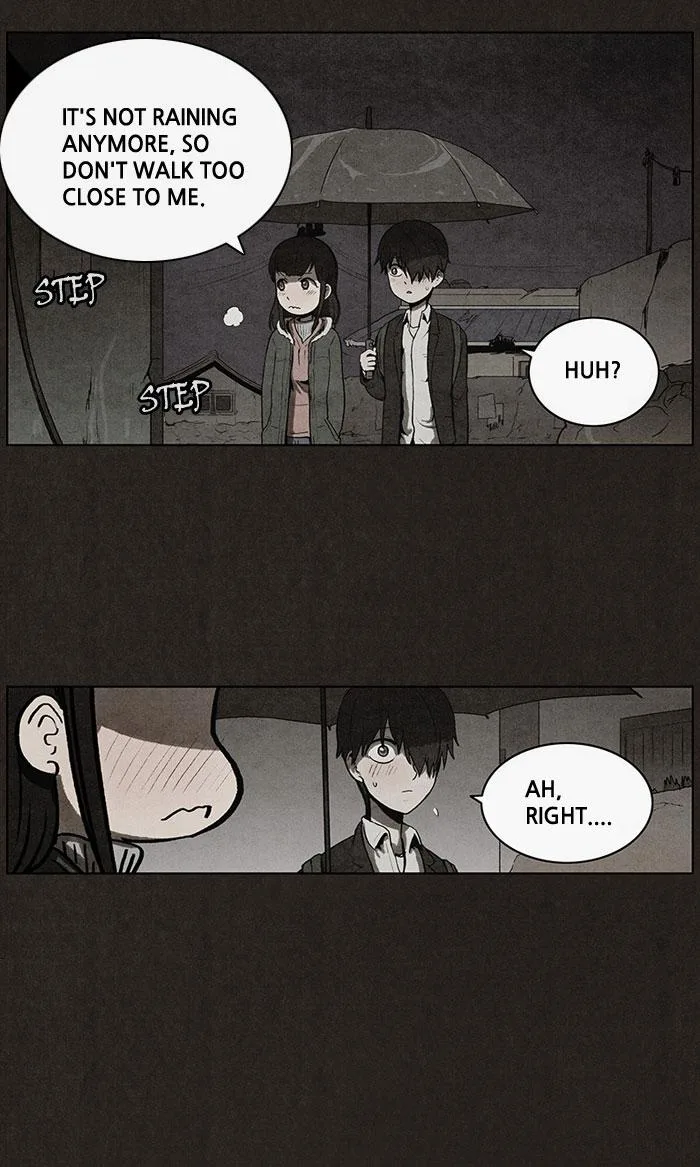 IT'S NOT RAINING
ANYMORE, SO
DON'T WALK TOO
CLOSE TO ME.
STEP
STEP
HUH?
AH,
RIGHT....